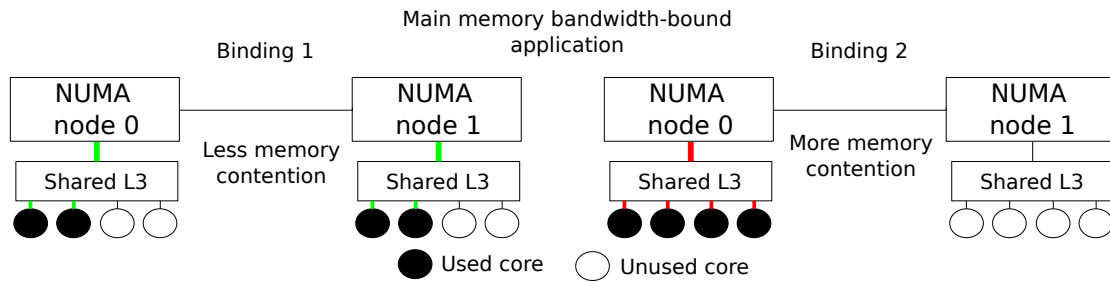 Main memory bandwidth-bound
application
Binding 1
Binding 2
NUMA
node 0
NUMA
node 1
NUMA
node 0
NUMA
node 1
Less memory
contention
More memory
contention
Shared L3
Shared L3
Shared L3
Shared L3
Used core
Unused core